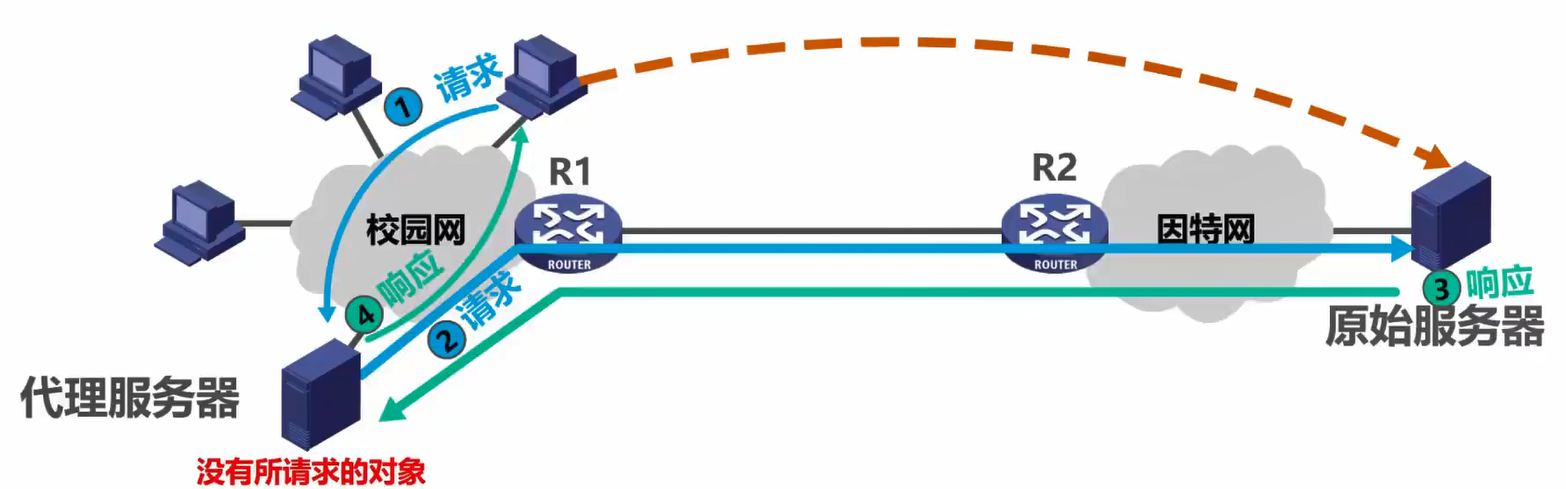 1 请求
R1
R2
校园网
因特网
ROUTER
ROUTER
4 响应
2 请求
3 响应
原始服务器
代理服务器
没有所请求的对象